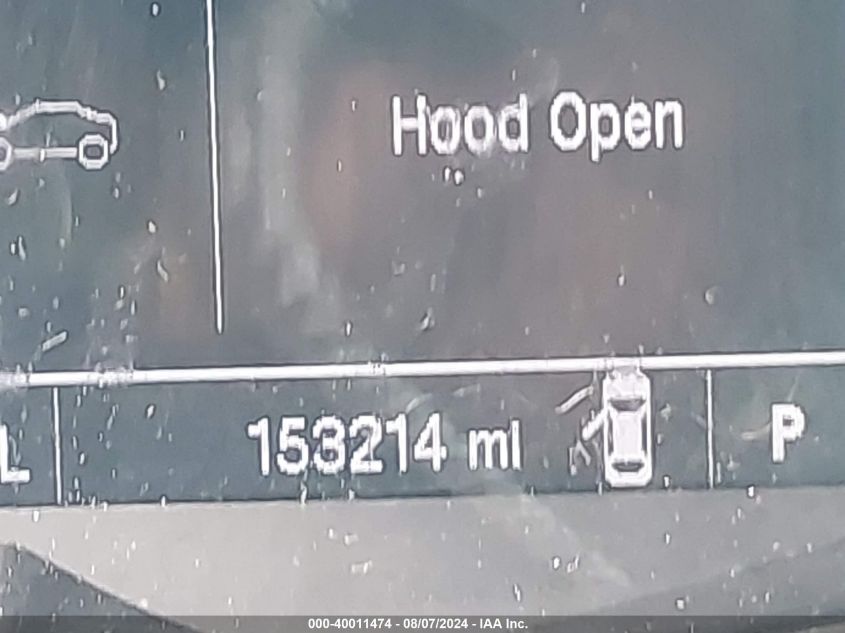 Hood Open
L
153214 mi
P
000-40011474 - 08/07/2024 - IAA Inc.